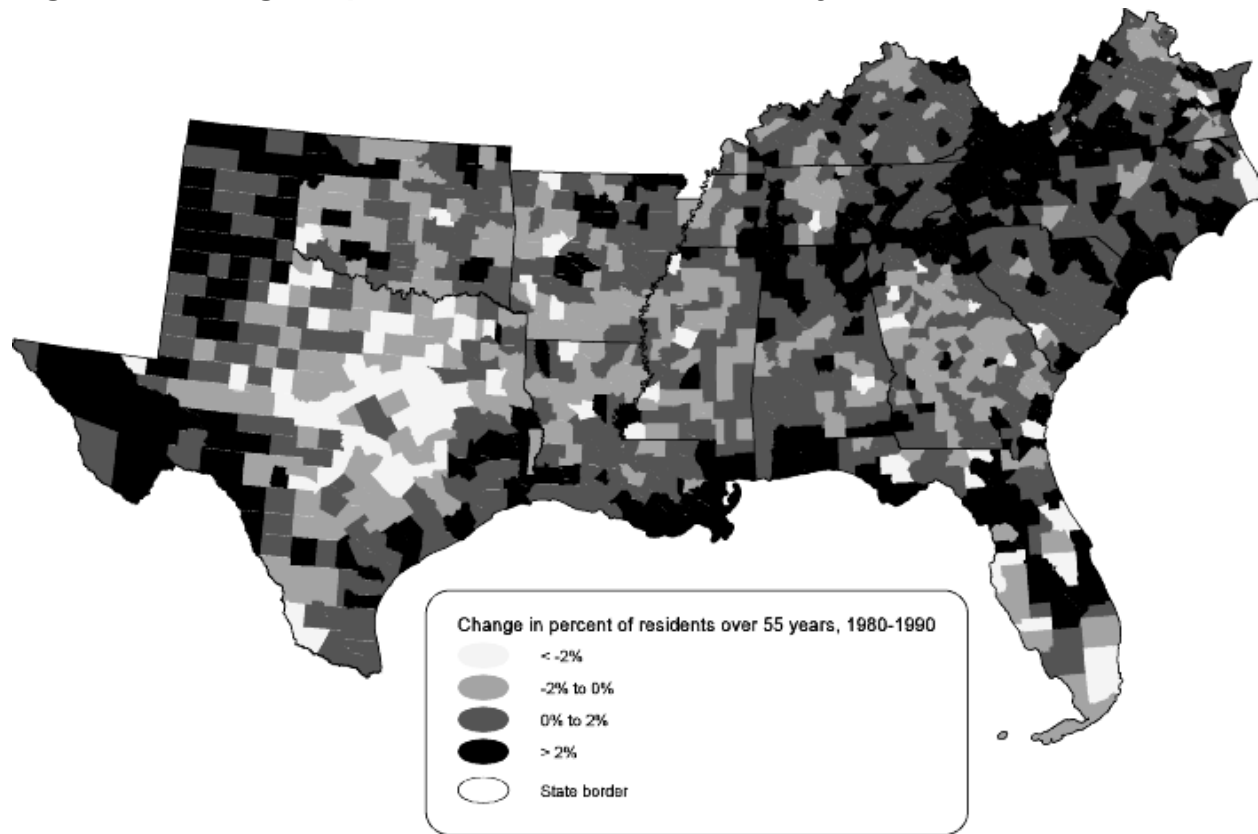 Change in percent of residents over 55 years, 1980-1990
< -2%
-2% to 0%
0% to 2%
> 2%
State border